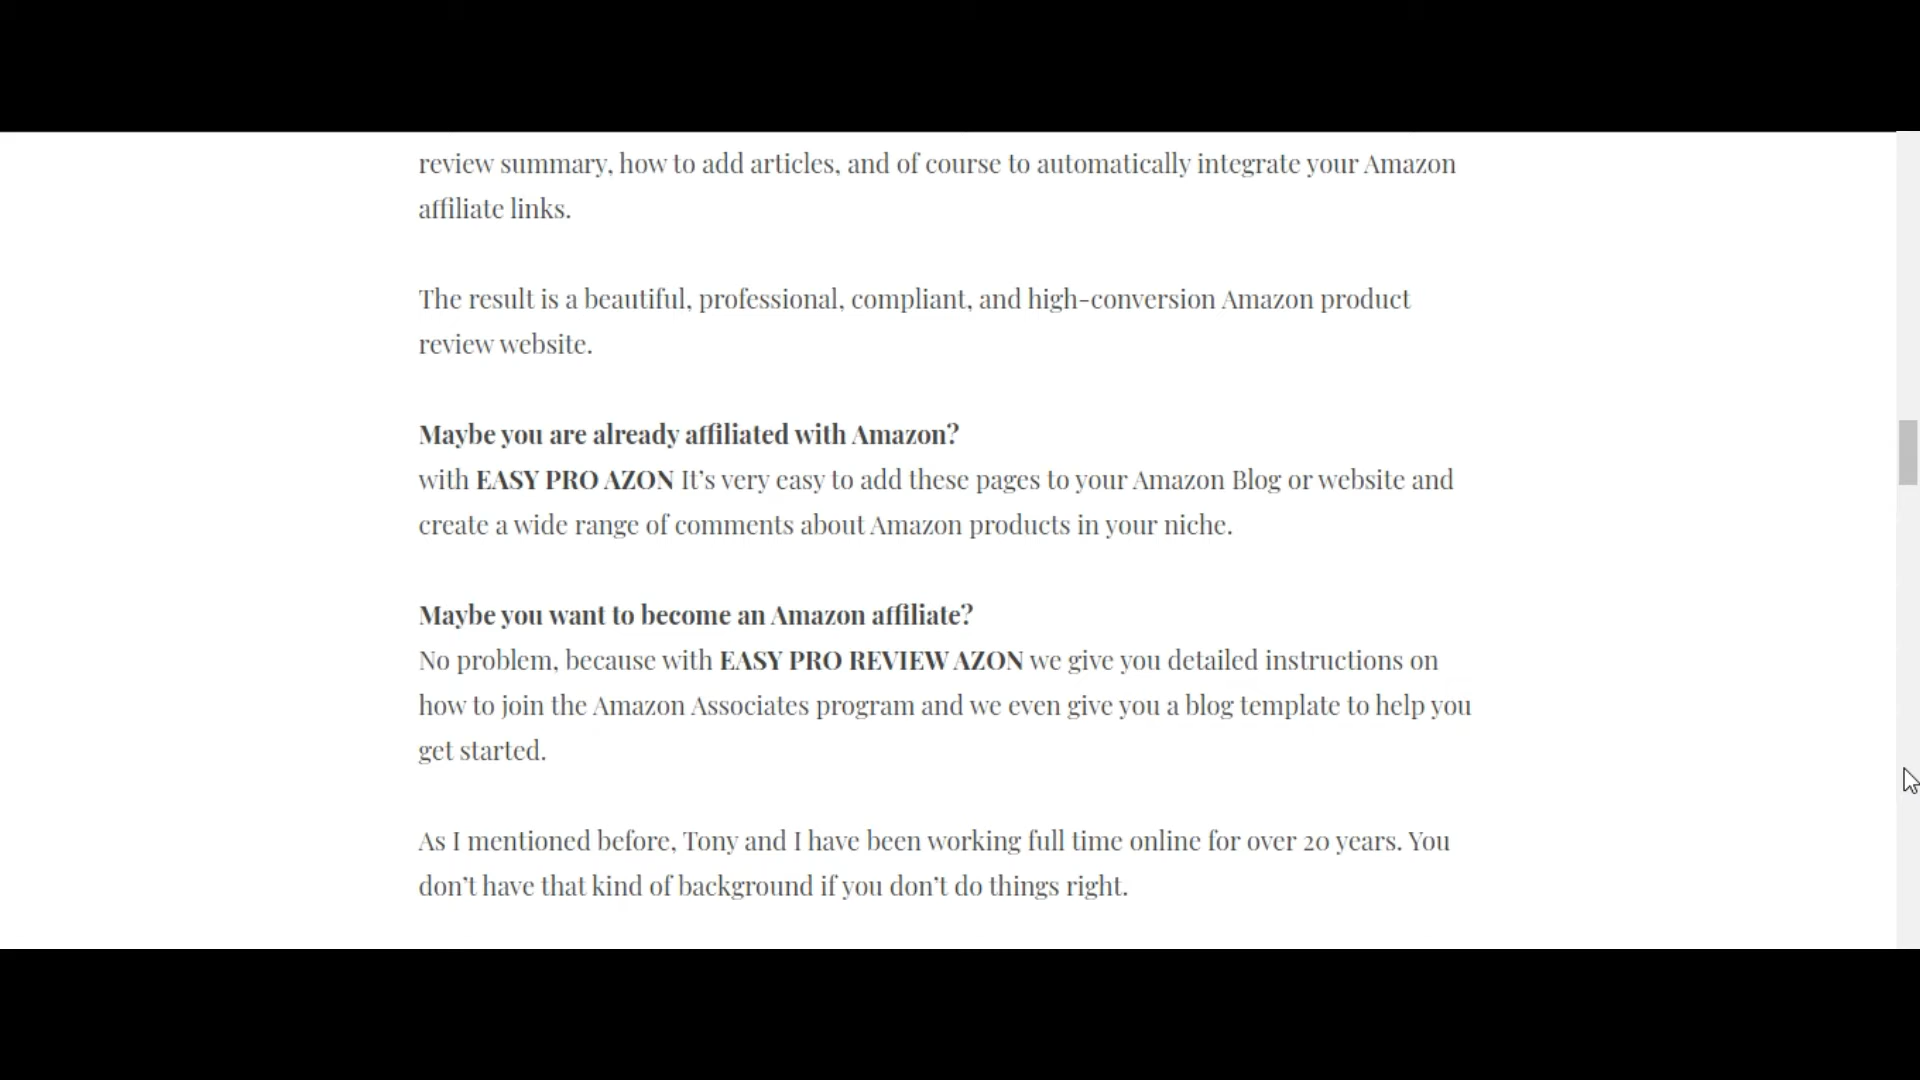 review summary, how to add articles, and of course to automatically integrate your Amazon
affiliate links.
The result is a beautiful, professional, compliant, and high-conversion Amazon product
review website.
Maybe you are already affiliated with Amazon?
with EASY PRO AZON It’s very easy to add these pages to your Amazon Blog or website and
create a wide range of comments about Amazon products in your niche.
Maybe you want to become an Amazon affiliate?
No problem, because with EASY PRO REVIEW AZON we give you detailed instructions on
how to join the Amazon Associates program and we even give you a blog template to help you
get started.
As I mentioned before, Tony and I have been working full time online for over 20 years. You
don’t have that kind of background if you don’t do things right.